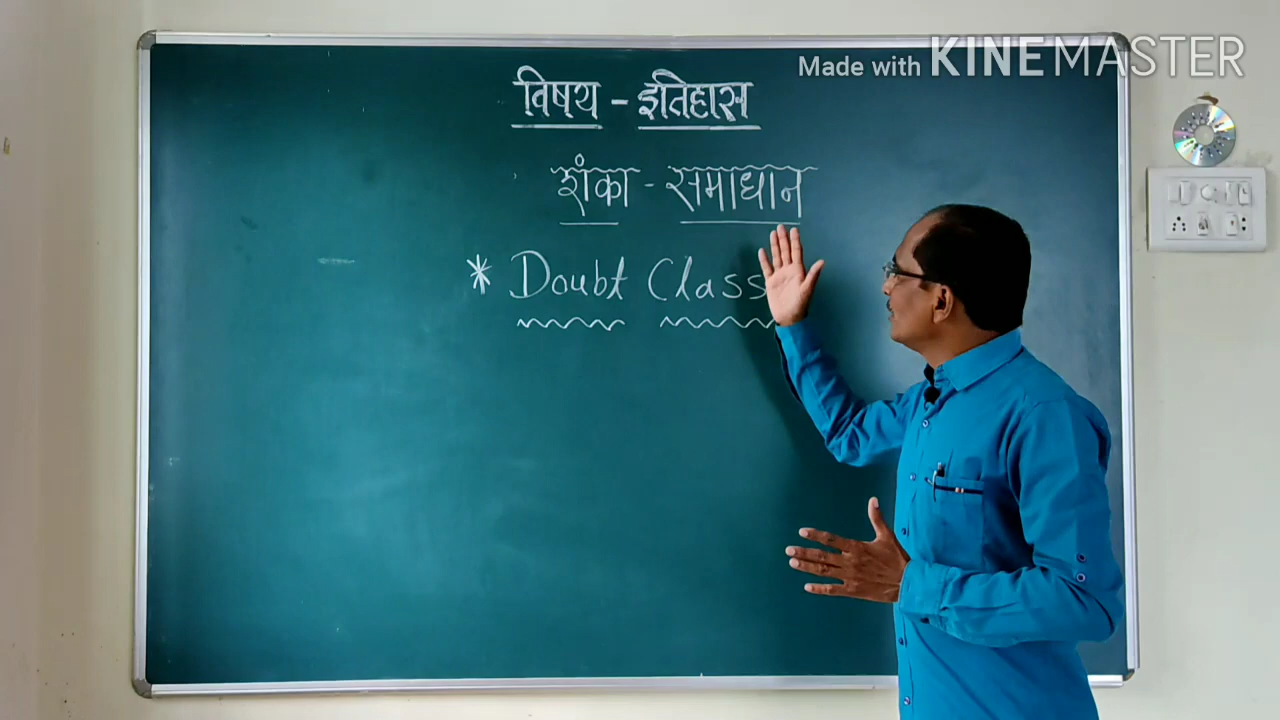 Made with KINEMASTER
विषय - इतिहास
शंका - समाधान
* Doubt Class